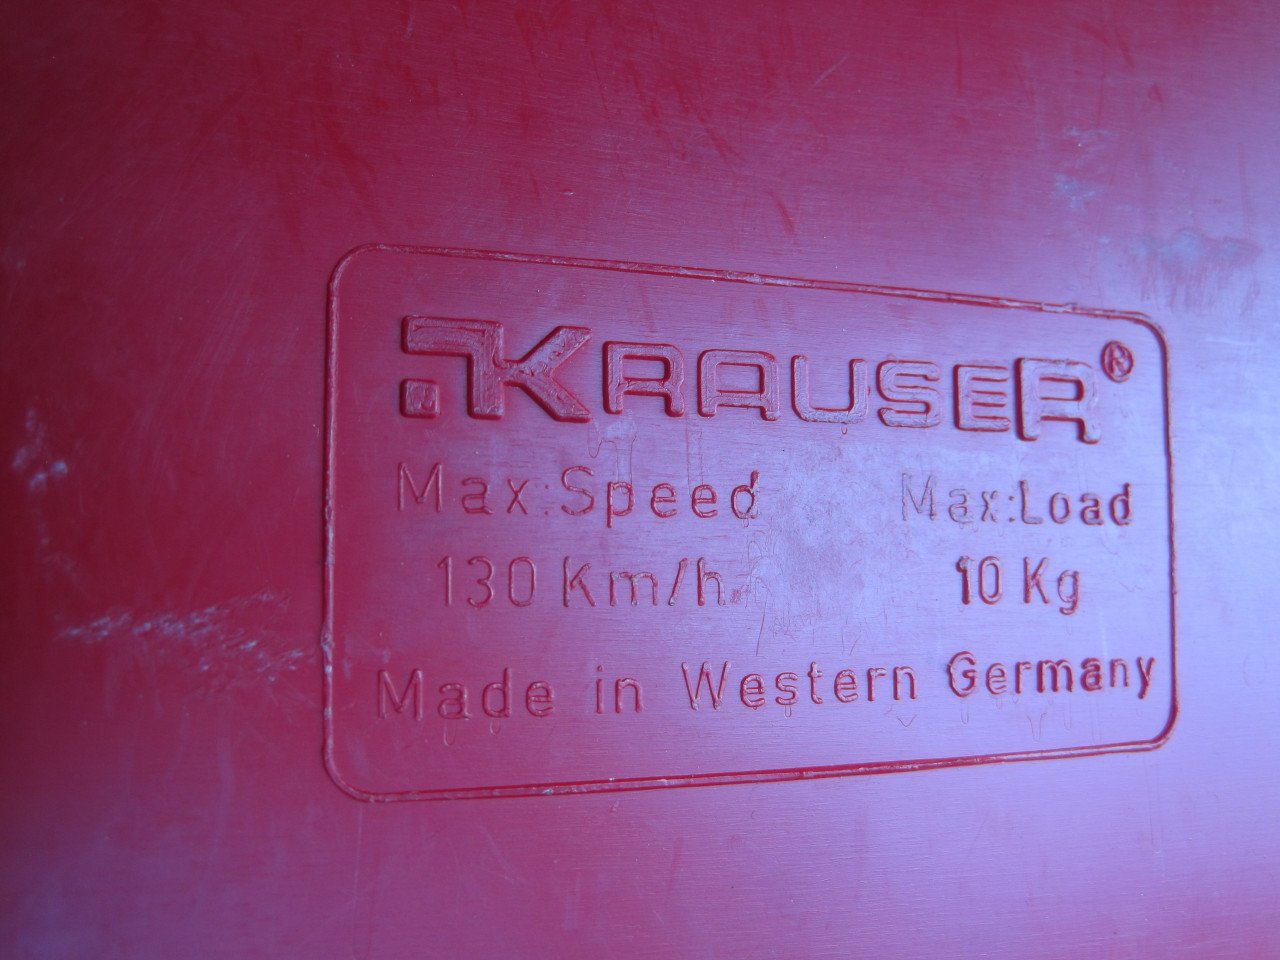 KRAUSER®
Max:Speed Max:Load
130 Km/h 10 Kg
Made in Western Germany